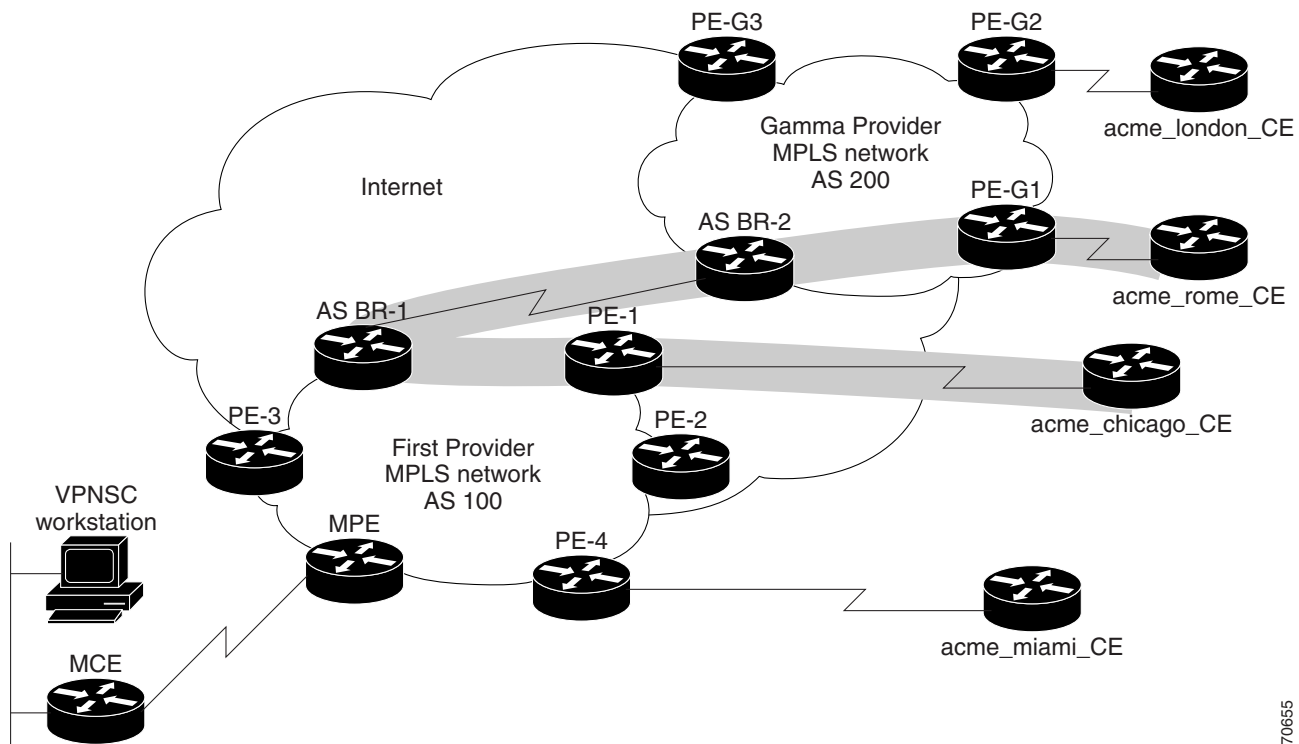 PE-G3
PE-G2
acme_london_CE
Gamma Provider
MPLS network
AS 200
Internet
PE-G1
AS BR-2
acme_rome_CE
AS BR-1
PE-1
acme_chicago_CE
PE-3
PE-2
First Provider
MPLS network
AS 100
VPNSC
workstation
MPE
PE-4
acme_miami_CE
MCE
70655